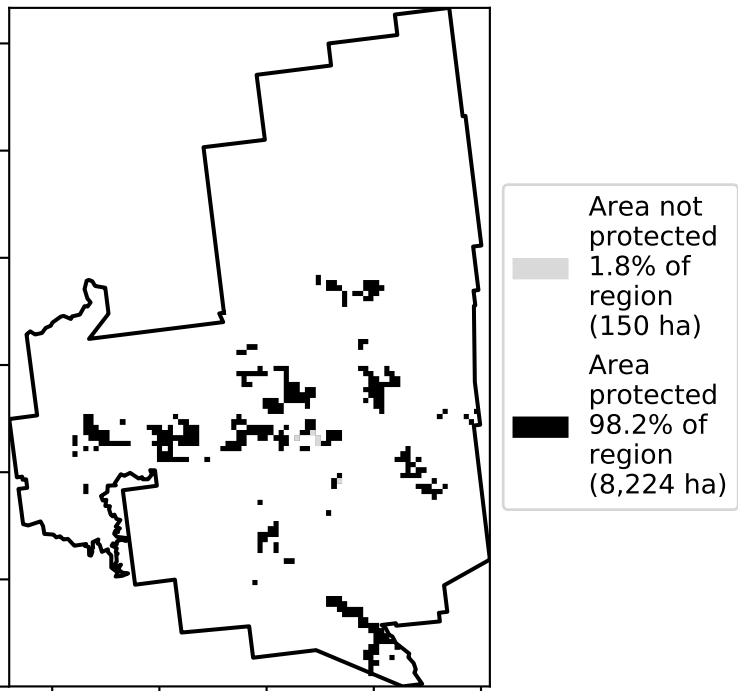 Area not
protected
1.8% of
region
(150 ha)
Area
protected
98.2% of
region
(8,224 ha)